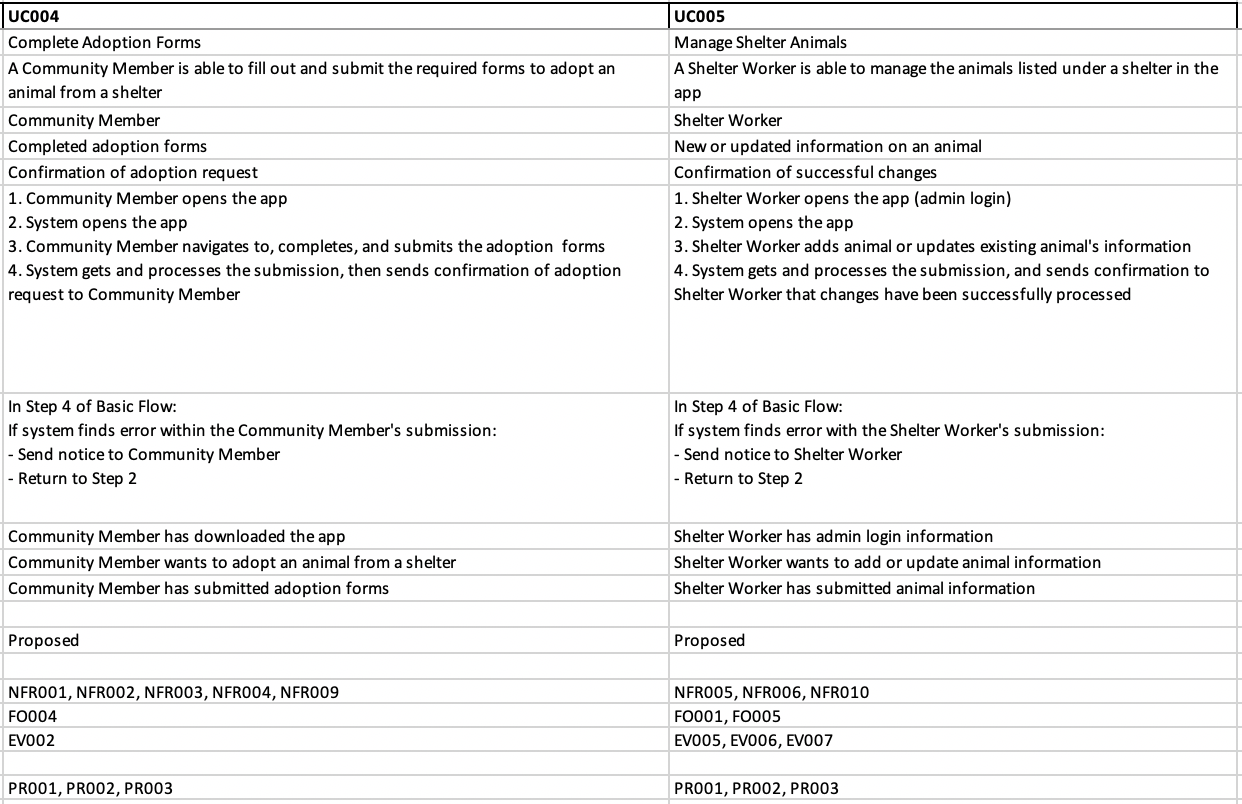 UC004
UC005
Complete Adoption Forms
Manage Shelter Animals
A Community Member is able to fill out and submit the required forms to adopt an
animal from a shelter
A Shelter Worker is able to manage the animals listed under a shelter in the
app
Community Member
Shelter Worker
Completed adoption forms
New or updated information on an animal
Confirmation of adoption request
Confirmation of successful changes
1. Community Member opens the app
2. System opens the app
3. Community Member navigates to, completes, and submits the adoption  forms
4. System gets and processes the submission, then sends confirmation of adoption
request to Community Member
1. Shelter Worker opens the app (admin login)
2. System opens the app
3. Shelter Worker adds animal or updates existing animal's information
4. System gets and processes the submission, and sends confirmation to
Shelter Worker that changes have been successfully processed
In Step 4 of Basic Flow:
If system finds error within the Community Member's submission:
- Send notice to Community Member
- Return to Step 2
In Step 4 of Basic Flow:
If system finds error with the Shelter Worker's submission:
- Send notice to Shelter Worker
- Return to Step 2
Community Member has downloaded the app
Shelter Worker has admin login information
Community Member wants to adopt an animal from a shelter
Shelter Worker wants to add or update animal information
Community Member has submitted adoption forms
Shelter Worker has submitted animal information
Proposed
Proposed
NFR001, NFR002, NFR003, NFR004, NFR009
NFR005, NFR006, NFR010
FO004
FO001, FO005
EV002
EV005, EV006, EV007
PR001, PR002, PR003
PR001, PR002, PR003